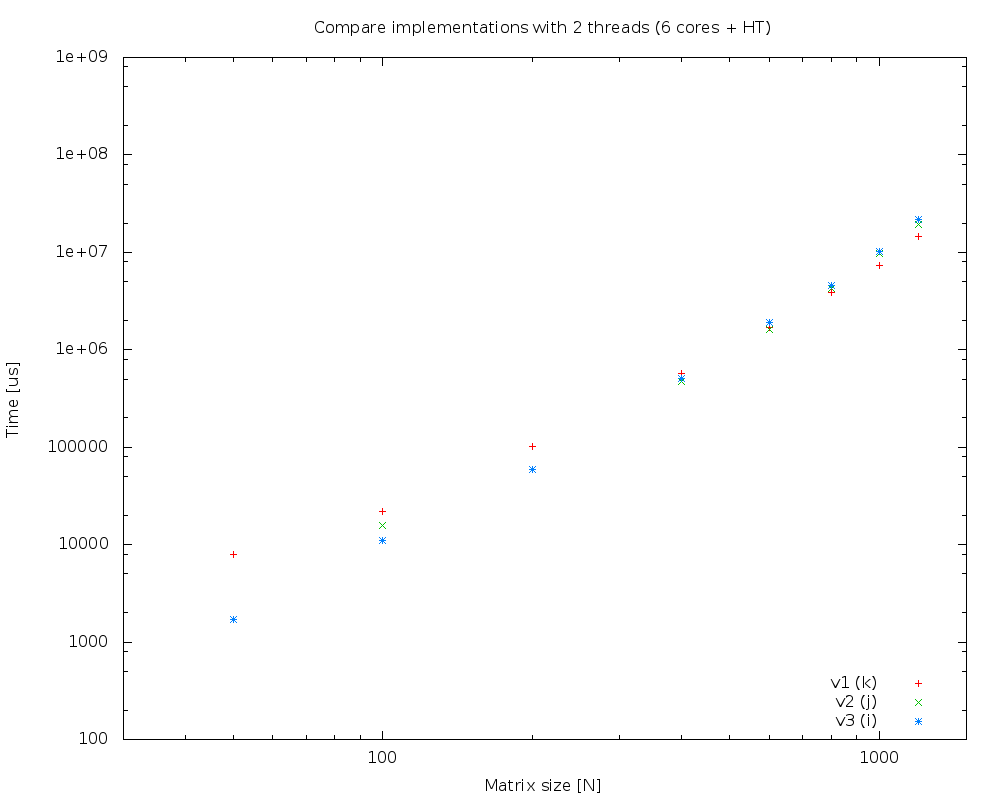 Compare implementations with 2 threads (6 cores + HT)
1e+09
1e+08
1e+07
1e+06
100000
10000
1000
100
Time [us]
v1 (k)
v2 (j)
v3 (i)
100
1000
Matrix size [N]